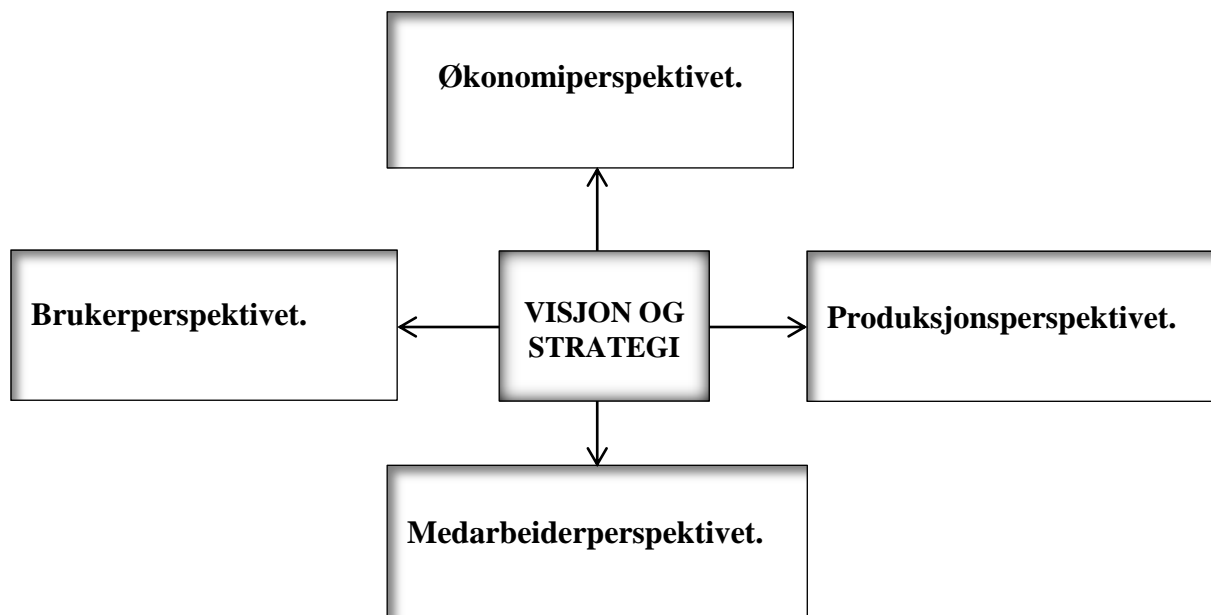 Økonomiperspektivet.
Brukerperspektivet.
VISJON OG
STRATEGI
Produksjonsperspektivet.
Medarbeiderperspektivet.